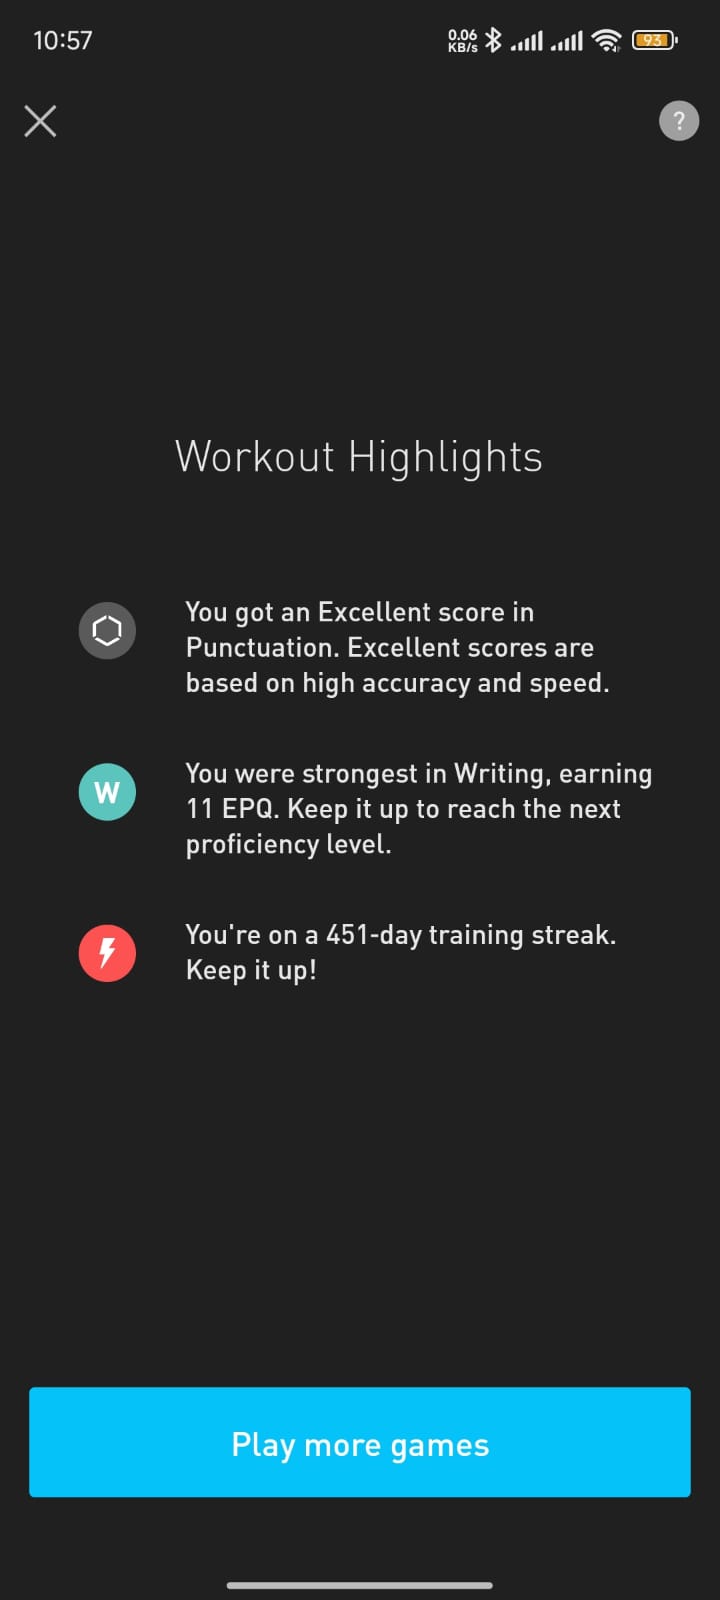 10:57
0.06
KB/s
93
?
Workout Highlights
You got an Excellent score in
Punctuation. Excellent scores are
based on high accuracy and speed.
W
You were strongest in Writing, earning
11 EPQ. Keep it up to reach the next
proficiency level.
You're on a 451-day training streak.
Keep it up!
Play more games